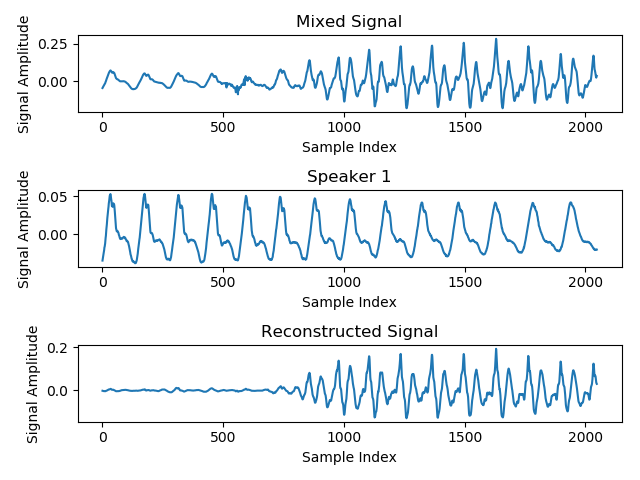 Mixed Signal
Signal Amplitude
0.25
0.00
0 500 1000 1500 2000
Sample Index
Speaker 1
Signal Amplitude
0.05
0.00
0 500 1000 1500 2000
Sample Index
Reconstructed Signal
Signal Amplitude
0.2
0.0
0 500 1000 1500 2000
Sample Index